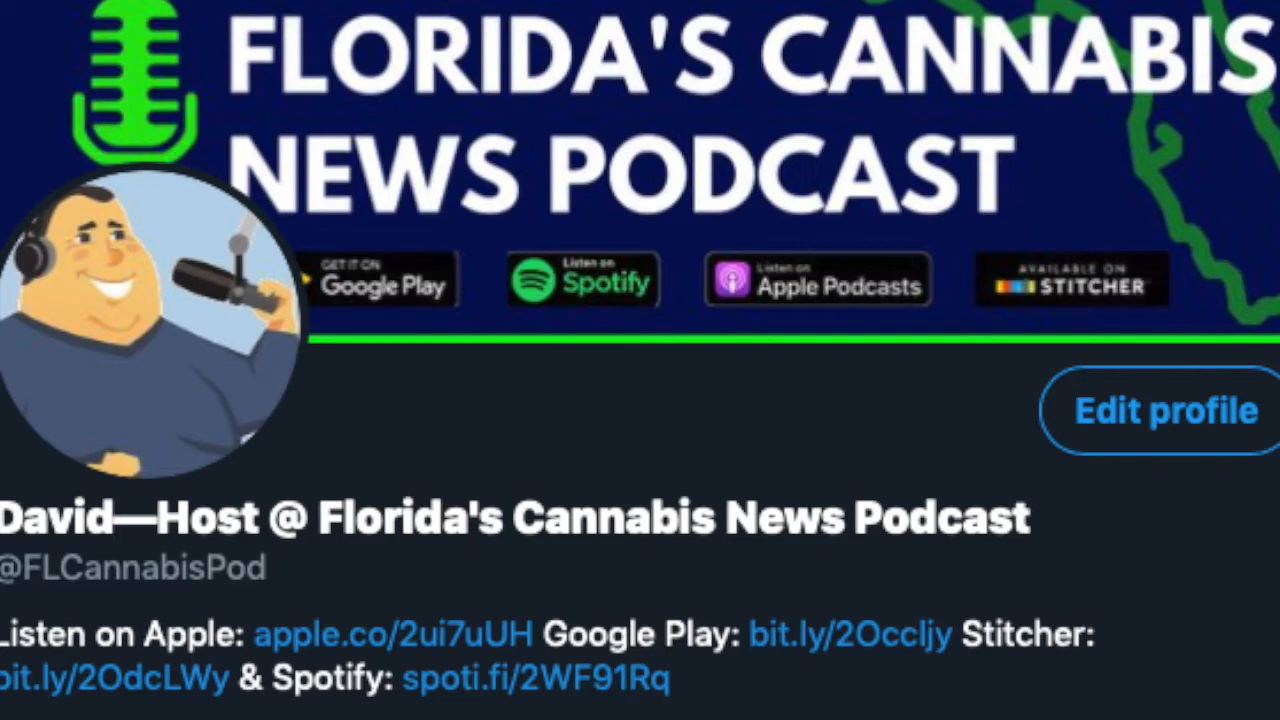 FLORIDA'S CANNABIS
NEWS PODCAST
GET IT ON
Google Play
Listen on
Spotify
Listen on
Apple Podcasts
AVAILABLE ON
STITCHER
Edit profile
David—Host @ Florida's Cannabis News Podcast
@FLCannabisPod
Listen on Apple: apple.co/2ui7uUH Google Play: bit.ly/2Occljy Stitcher:
bit.ly/2OdcLWy & Spotify: spoti.fi/2WF91Rq